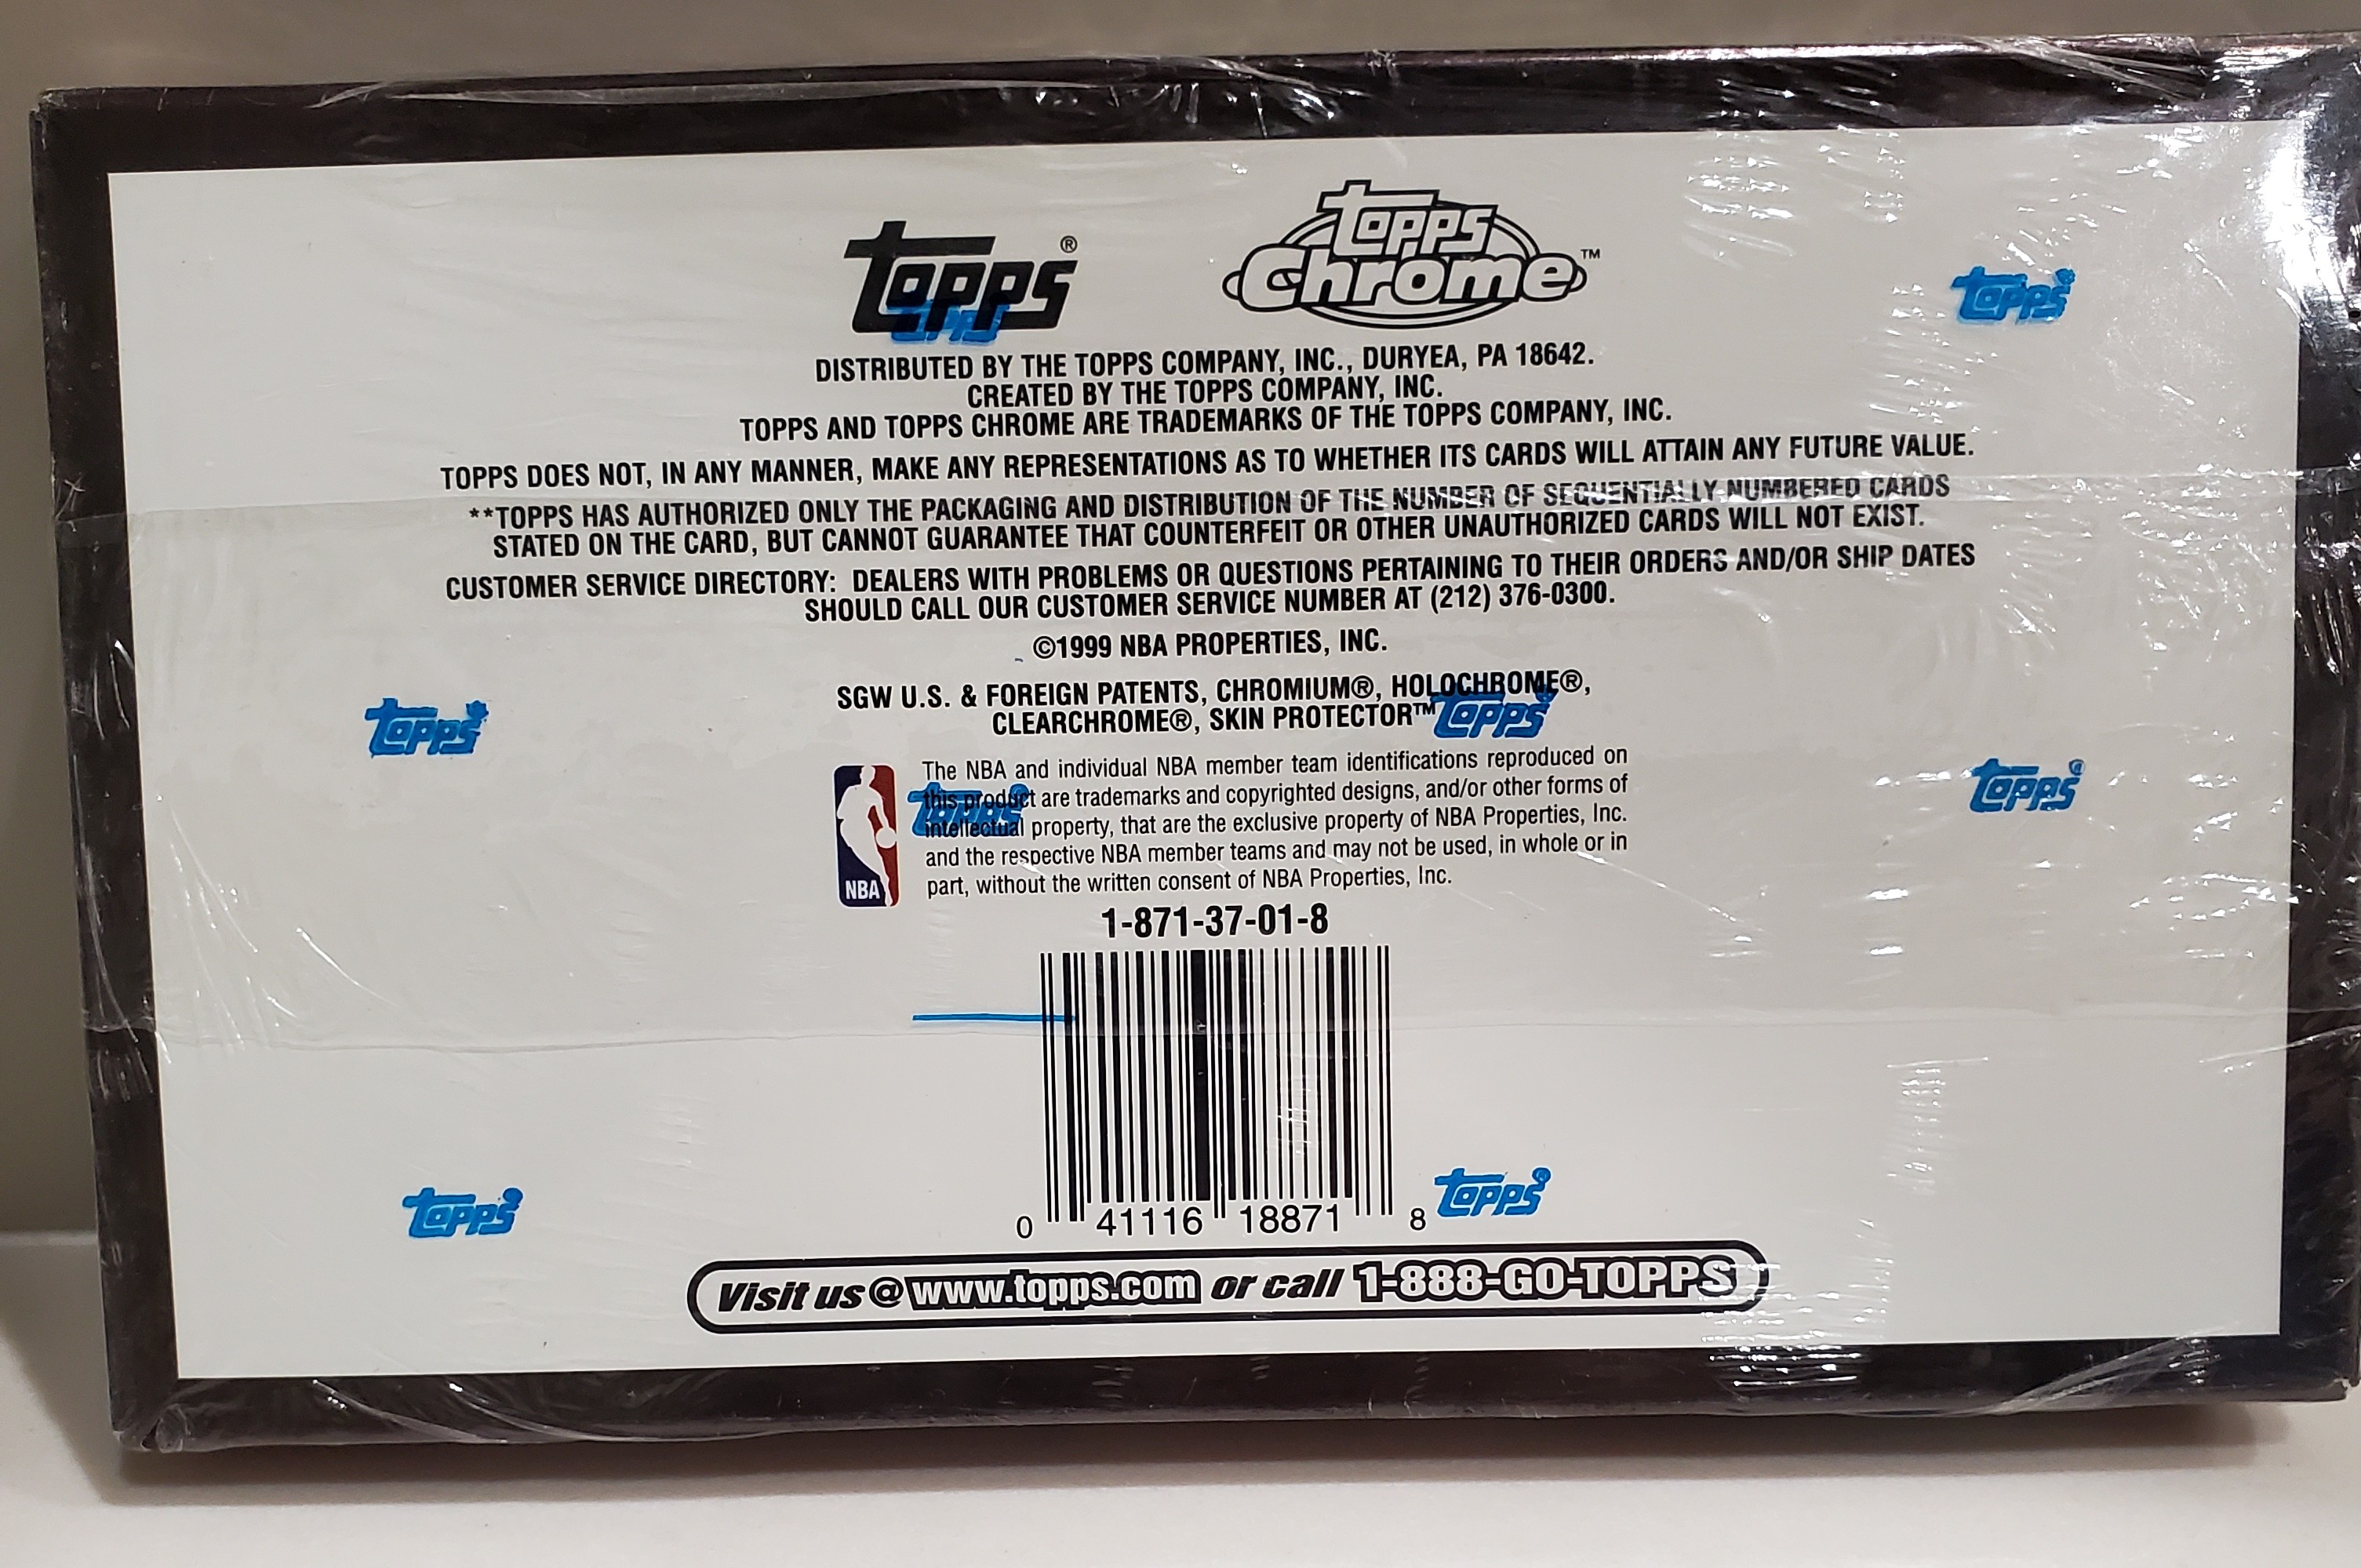 topps®
topps Chrome™
topps
topps
DISTRIBUTED BY THE TOPPS COMPANY, INC., DURYEA, PA 18642.
CREATED BY THE TOPPS COMPANY, INC.
TOPPS AND TOPPS CHROME ARE TRADEMARKS OF THE TOPPS COMPANY, INC.
TOPPS DOES NOT, IN ANY MANNER, MAKE ANY REPRESENTATIONS AS TO WHETHER ITS CARDS WILL ATTAIN ANY FUTURE VALUE.
**TOPPS HAS AUTHORIZED ONLY THE PACKAGING AND DISTRIBUTION OF THE NUMBER OF SEQUENTIALLY NUMBERED CARDS
STATED ON THE CARD, BUT CANNOT GUARANTEE THAT COUNTERFEIT OR OTHER UNAUTHORIZED CARDS WILL NOT EXIST.
CUSTOMER SERVICE DIRECTORY: DEALERS WITH PROBLEMS OR QUESTIONS PERTAINING TO THEIR ORDERS AND/OR SHIP DATES
SHOULD CALL OUR CUSTOMER SERVICE NUMBER AT (212) 376-0300.
©1999 NBA PROPERTIES, INC.
SGW U.S. & FOREIGN PATENTS, CHROMIUM®, HOLOCHROME®,
CLEARCHROME®, SKIN PROTECTOR™
topps
topps
topps
topps
The NBA and individual NBA member team identifications reproduced on
this product are trademarks and copyrighted designs, and/or other forms of
intellectual property, that are the exclusive property of NBA Properties, Inc.
and the respective NBA member teams and may not be used, in whole or in
part, without the written consent of NBA Properties, Inc.
NBA
1-871-37-01-8
0 41116 18871 8
topps
topps
Visit us @ www.topps.com or call 1-888-GO-TOPPS